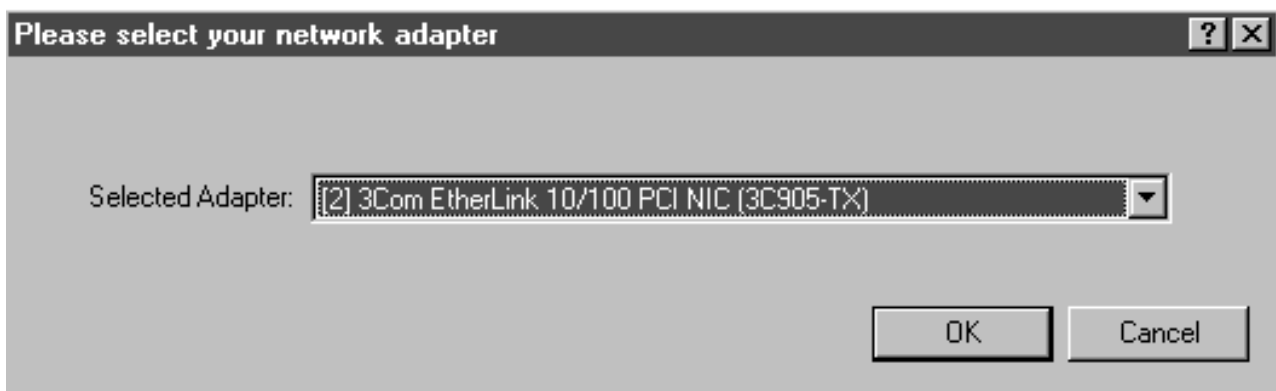 Please select your network adapter
Selected Adapter: [2] 3Com EtherLink 10/100 PCI NIC (3C905-TX)
OK Cancel